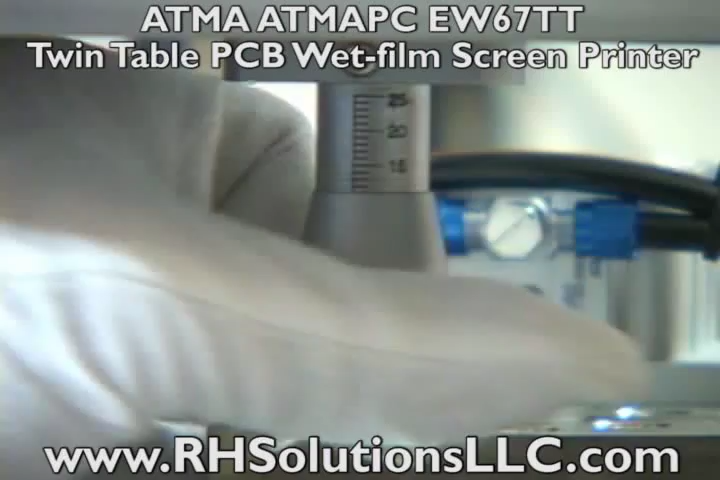 ATMA ATMAPC EW67TT
Twin Table PCB Wet-film Screen Printer
25
20
15
www.RHSolutionsLLC.com